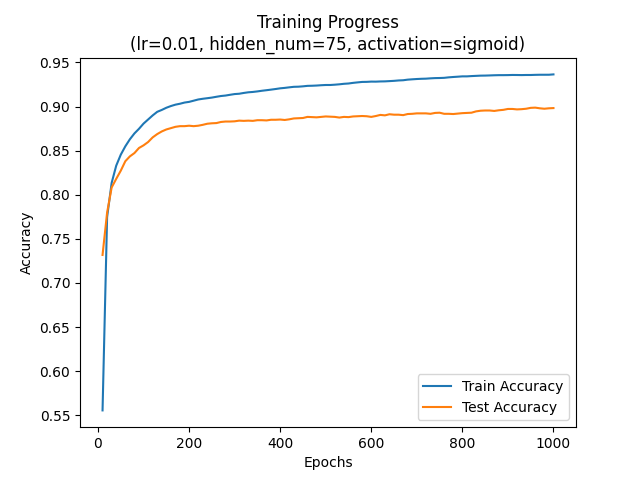 Training Progress
(lr=0.01, hidden_num=75, activation=sigmoid)
0.95
0.90
0.85
0.80
0.75
0.70
0.65
0.60
0.55
Accuracy
Train Accuracy
Test Accuracy
0 200 400 600 800 1000
Epochs